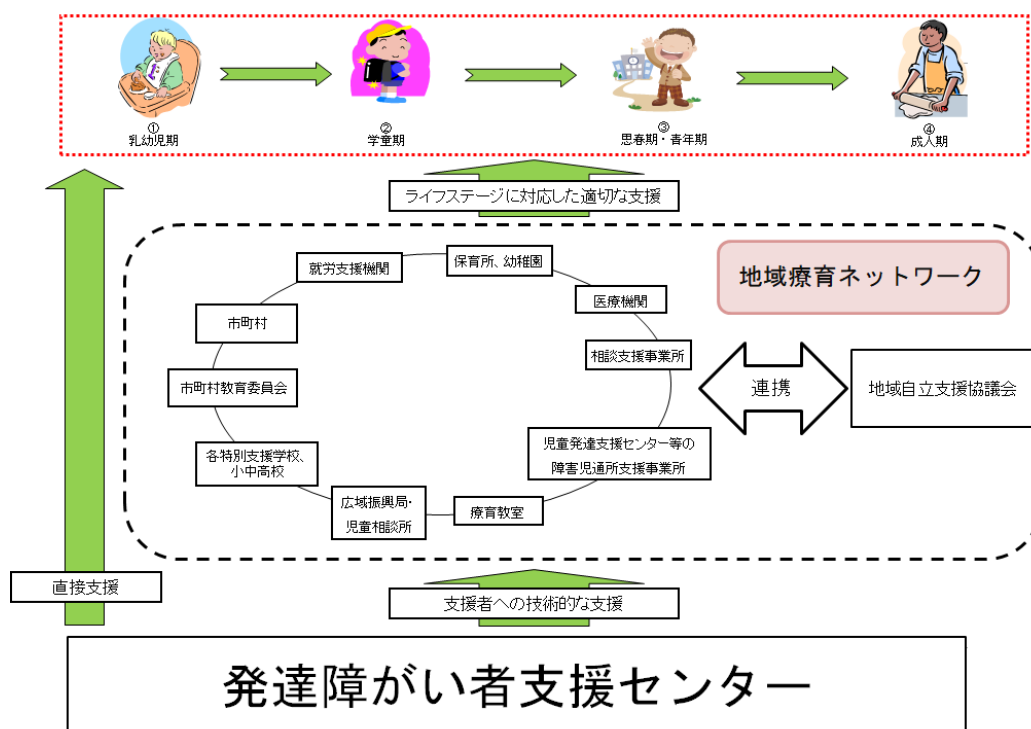 ①
乳幼児期
②
学童期
③
思春期・青年期
④
成人期
ライフステージに対応した適切な支援
地域療育ネットワーク
保育所、幼稚園
就労支援機関
医療機関
市町村
相談支援事業所
市町村教育委員会
連携
地域自立支援協議会
児童発達支援センター等の
障害児通所支援事業所
各特別支援学校、
小中高校
広域振興局・
児童相談所
療育教室
直接支援
支援者への技術的な支援
発達障がい者支援センター